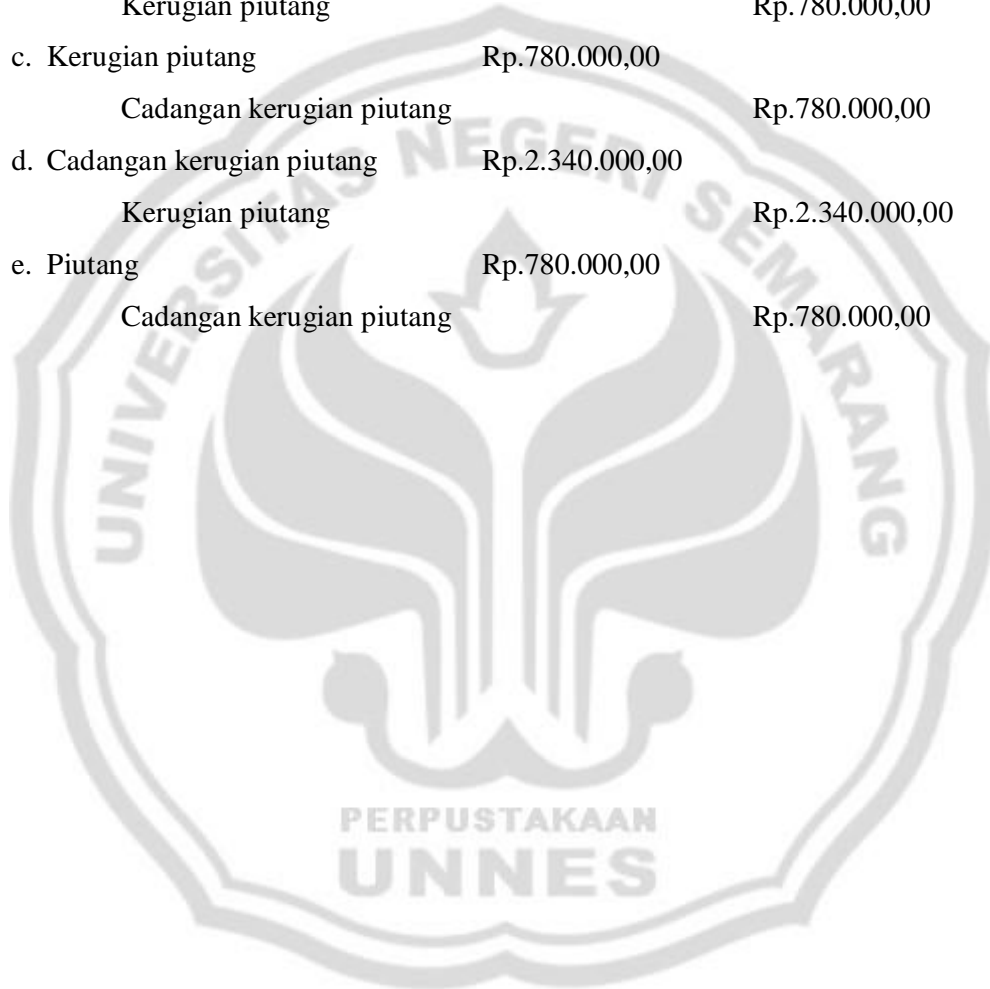 Kerugian piutang Rp.780.000,00
c. Kerugian piutang Rp.780.000,00
Cadangan kerugian piutang Rp.780.000,00
d. Cadangan kerugian piutang Rp.2.340.000,00
Kerugian piutang Rp.2.340.000,00
e. Piutang Rp.780.000,00
Cadangan kerugian piutang Rp.780.000,00
UNIVERSITAS NEGERI SEMARANG
PERPUSTAKAAN
UNNES